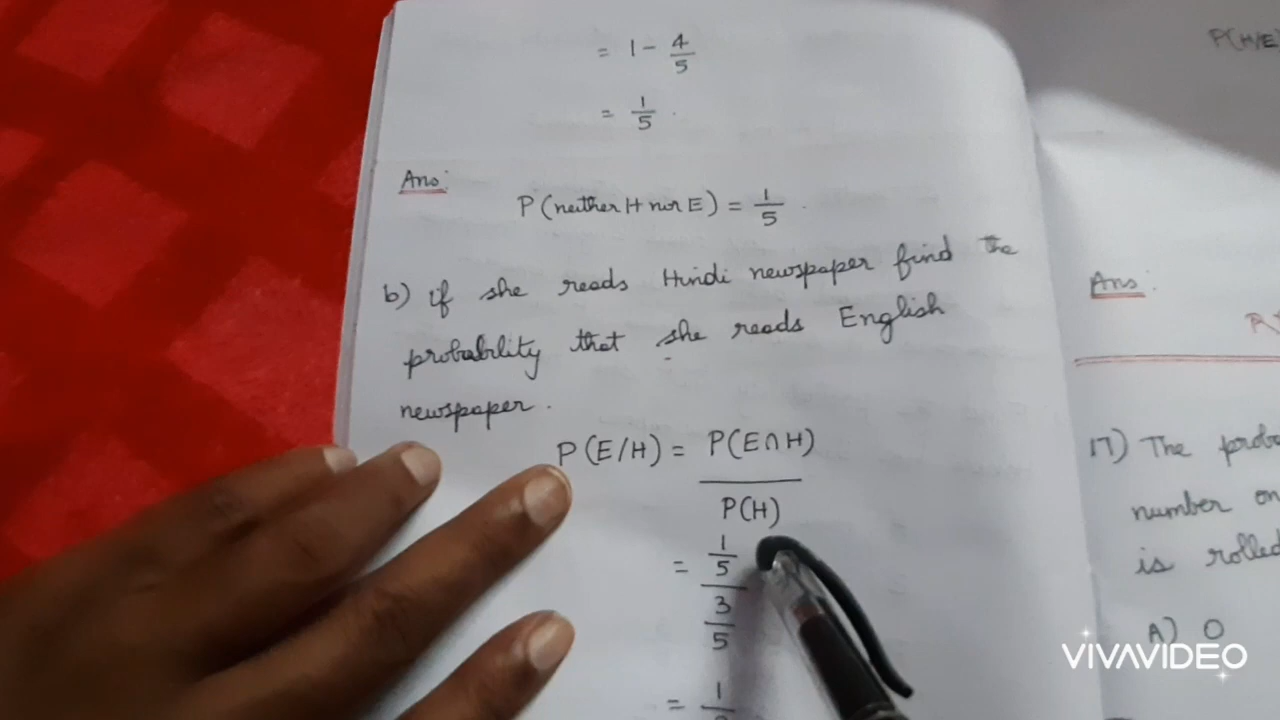 = 1 - 4/5
= 1/5 .
Ans:
P(neither H nor E) = 1/5 .
b) if she reads Hindi newspaper find the
probability that she reads English
newspaper .
P(E/H) = P(E∩H)
P(H)
= 1/5
3/5
= 1
P(H/E)
Ans:
17) The
number on
is rolled
A) 0
VIVAVIDEO